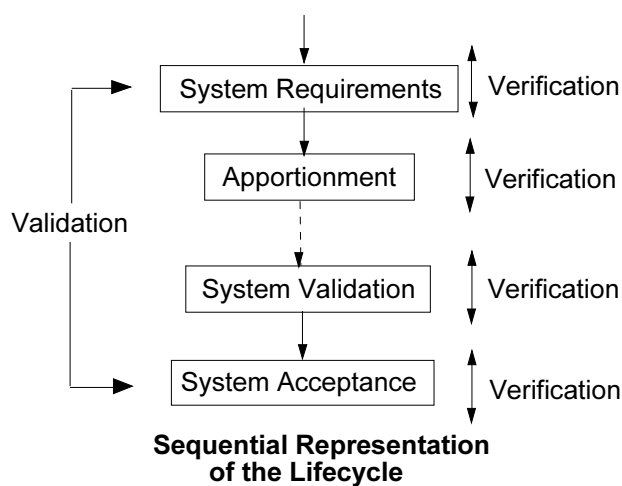 System Requirements
Verification
Apportionment
Verification
Validation
System Validation
Verification
System Acceptance
Verification
Sequential Representation
of the Lifecycle